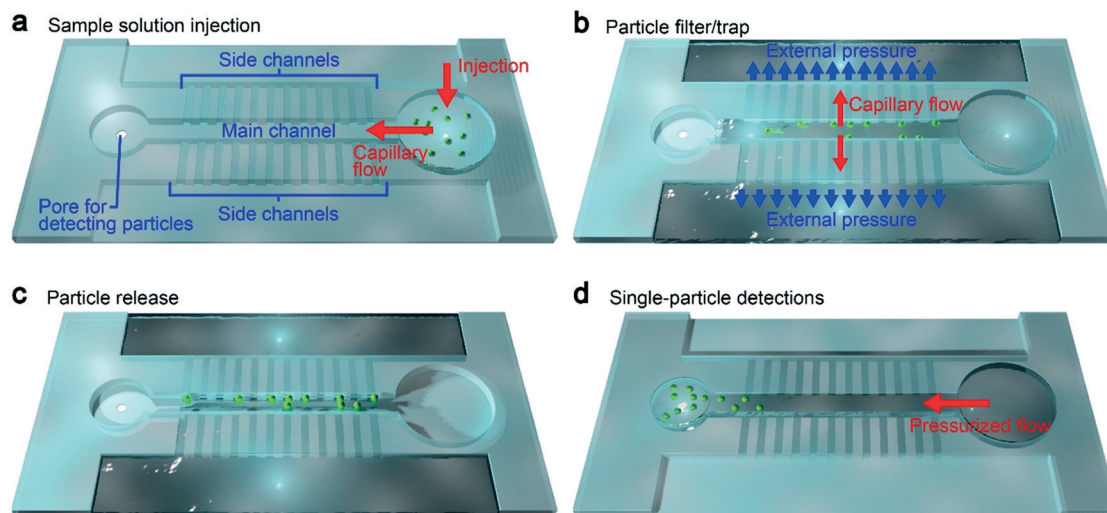 a Sample solution injection
Side channels
Injection
Main channel
Capillary
flow
Pore for
detecting particles
Side channels
b Particle filter/trap
External pressure
Capillary flow
External pressure
c Particle release
d Single-particle detections
Pressurized flow